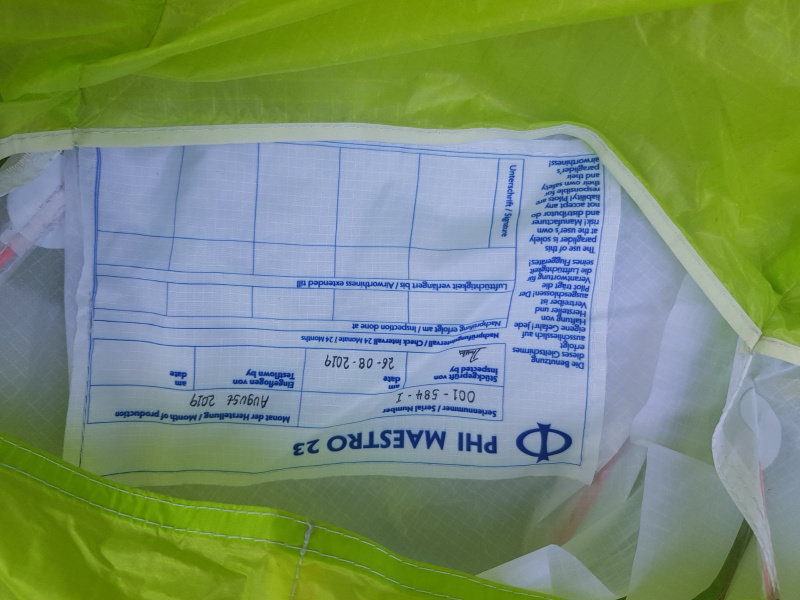 PHI MAESTRO 23
Seriennummer / Serial Number
001 - 584 - I
Monat der Herstellung / Month of production
AUGUST 2019
Stückgeprüft von
Inspected by
am
date
26-08-2019
Eingeflogen von
Testflown by
am
date
Nachprüfintervall / Check Interval 24 Monate / 24 Months
Nachprüfung erfolgt am / Inspection done at
Lufttüchtigkeit verlängert bis / Airworthiness extended till
Unterschrift / Signature
Die Benutzung
dieses Gleitschirmes
erfolgt
ausschliesslich auf
eigene Gefahr! Jede
Haftung von
Hersteller und
Vertreiber ist
ausgeschlossen! Der
Pilot trägt die
Verantwortung für
die Lufttüchtigkeit
seines Fluggerätes!
The use of this
paraglider is solely
at the user's own
risk! Manufacturer
and distributor do
not accept any
liability! Pilots are
responsible for
their own safety
and their
paraglider's
airworthiness!